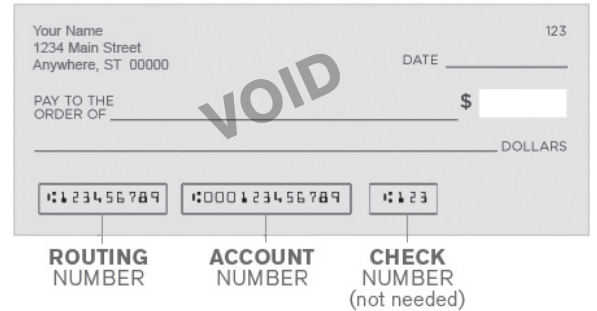 Your Name
123
1234 Main Street
Anywhere, ST 00000
DATE
VOID
PAY TO THE
ORDER OF
$
DOLLARS
⑆123456789
⑆000123456789
⑆123
ROUTING
NUMBER
ACCOUNT
NUMBER
CHECK
NUMBER
(not needed)